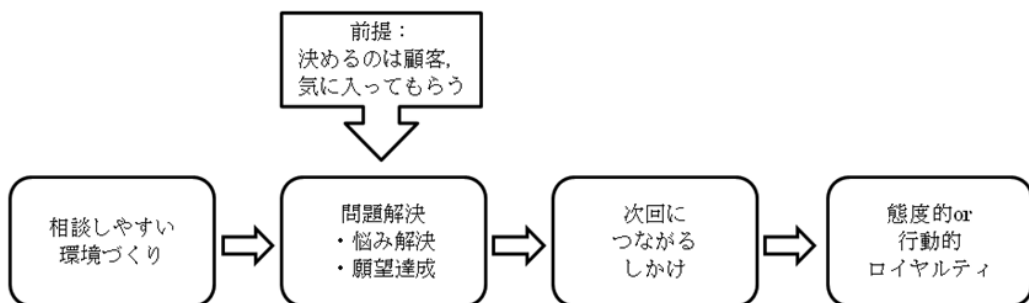 前提：
決めるのは顧客，
気に入ってもらう
相談しやすい
環境づくり
問題解決
・悩み解決
・願望達成
次回に
つながる
しかけ
態度的or
行動的
ロイヤルティ